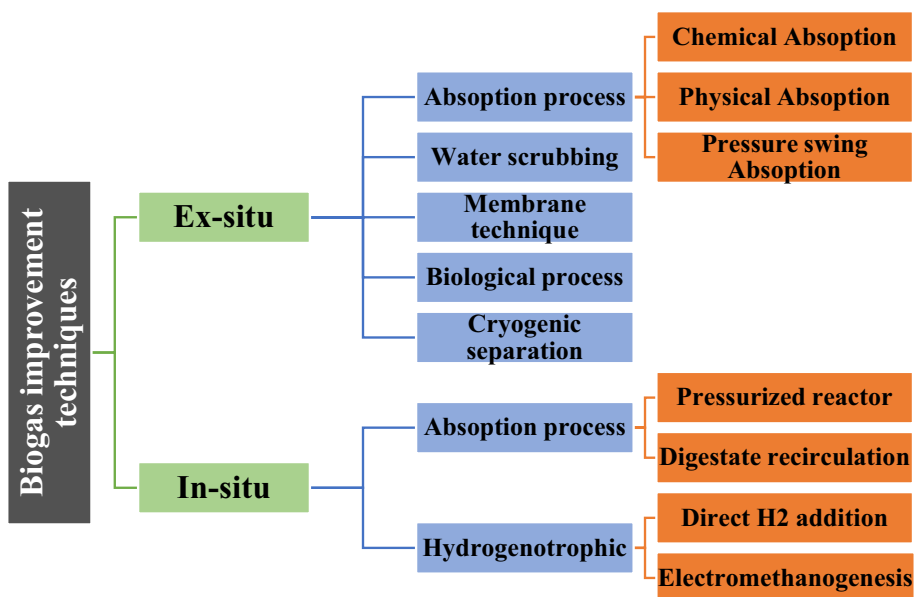 Biogas improvement
techniques
Ex-situ
Absoption process
Chemical Absoption
Physical Absoption
Pressure swing
Absoption
Water scrubbing
Membrane
technique
Biological process
Cryogenic
separation
In-situ
Absoption process
Pressurized reactor
Digestate recirculation
Hydrogenotrophic
Direct H2 addition
Electromethanogenesis